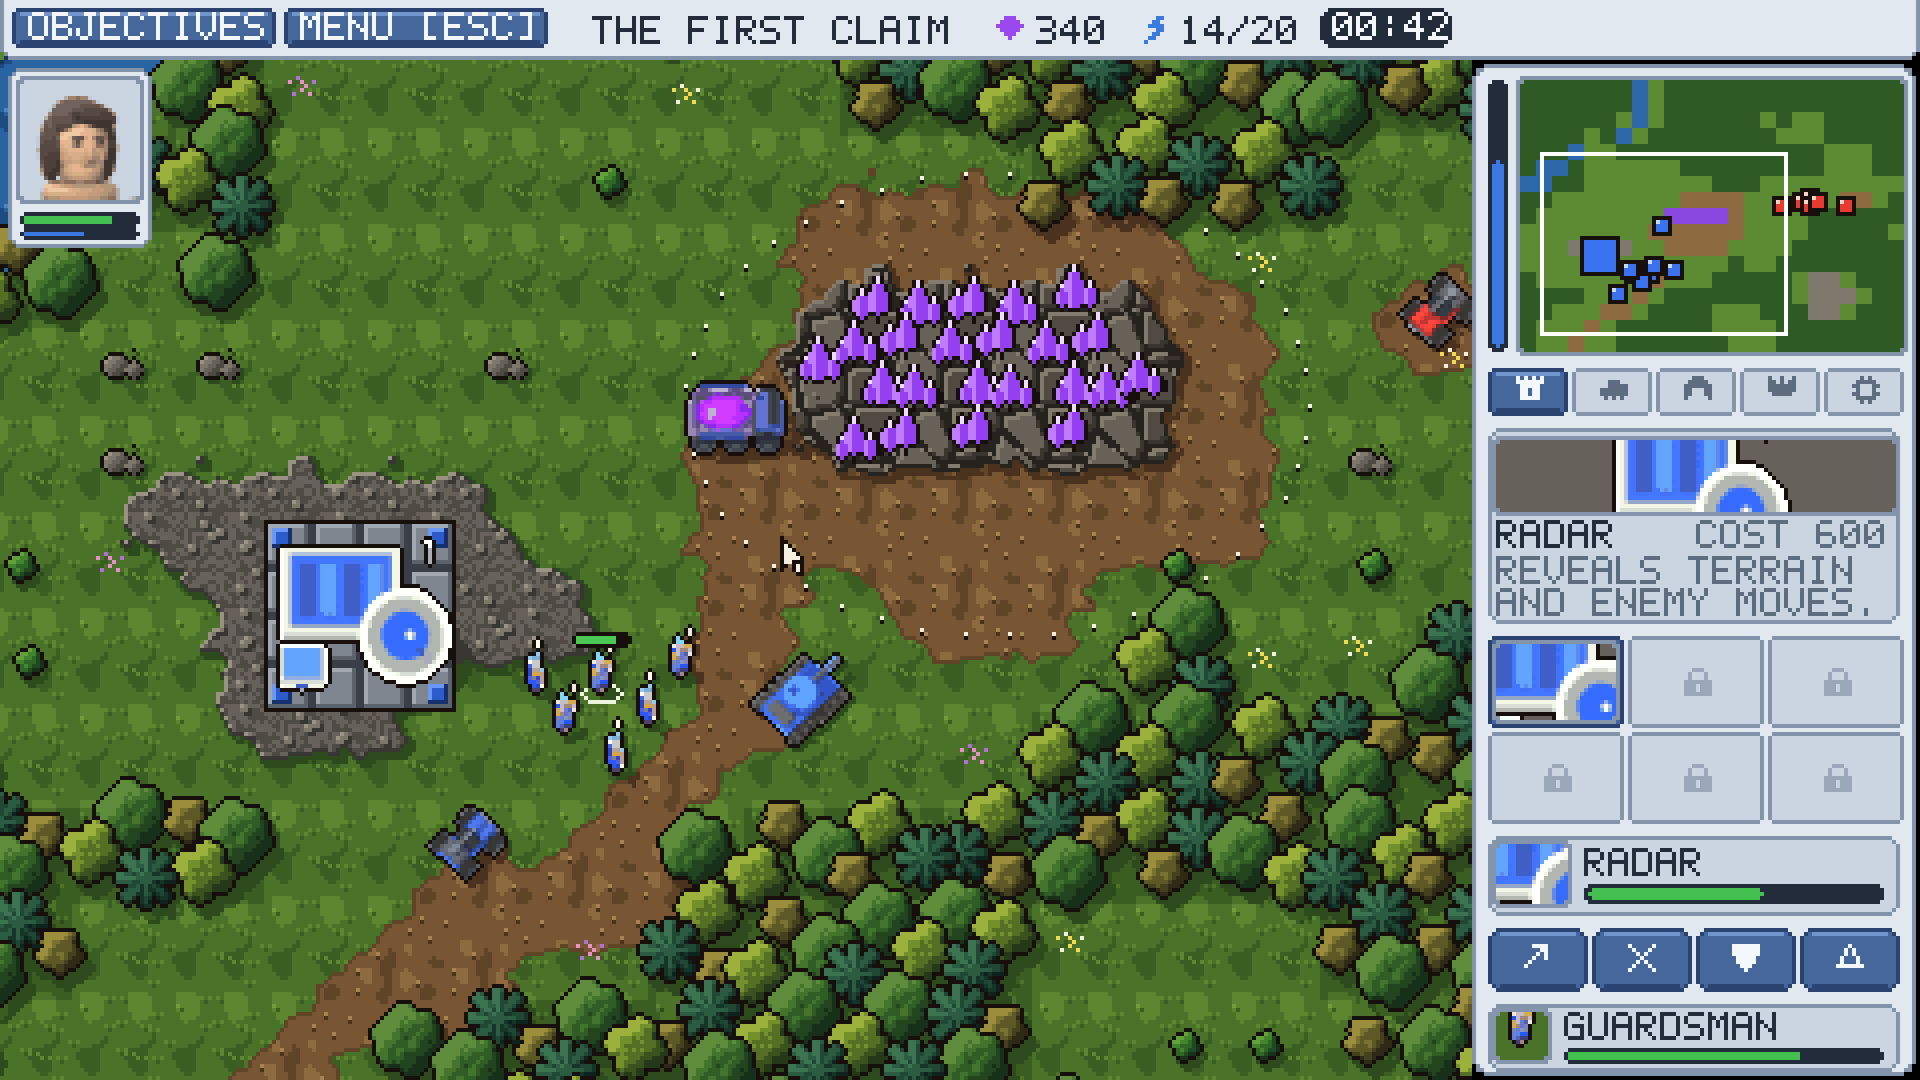 OBJECTIVES MENU [ESC] THE FIRST CLAIM 340 14/20 00:42
1
RADAR COST 600
REVEALS TERRAIN
AND ENEMY MOVES.
RADAR
GUARDSMAN